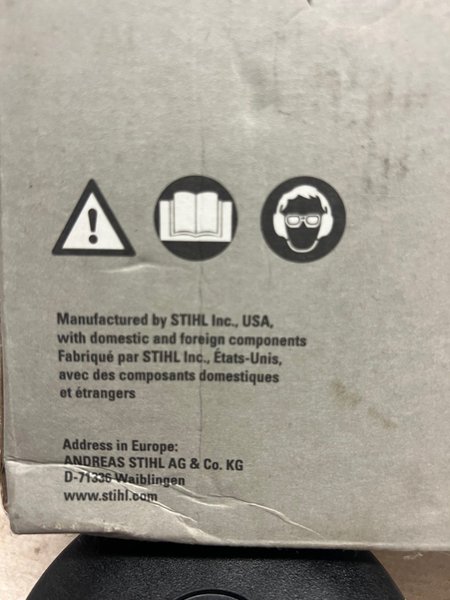 Manufactured by STIHL Inc., USA,
with domestic and foreign components
Fabriqué par STIHL Inc., États-Unis,
avec des composants domestiques
et étrangers
Address in Europe:
ANDREAS STIHL AG & Co. KG
D-71336 Waiblingen
www.stihl.com